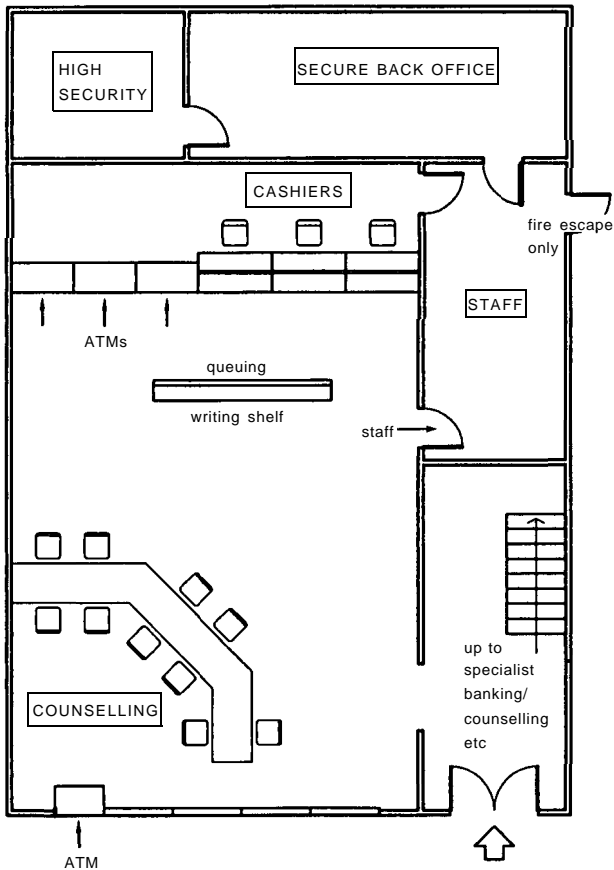 HIGH
SECURITY
SECURE BACK OFFICE
CASHIERS
fire escape
only
STAFF
ATMs
queuing
writing shelf
staff
up to
specialist
banking/
counselling
etc
COUNSELLING
ATM